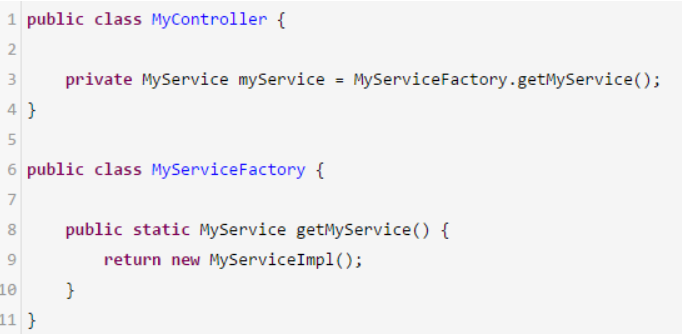 1 public class MyController {
2
3     private MyService myService = MyServiceFactory.getMyService();
4 }
5
6 public class MyServiceFactory {
7
8     public static MyService getMyService() {
9         return new MyServiceImpl();
10     }
11 }